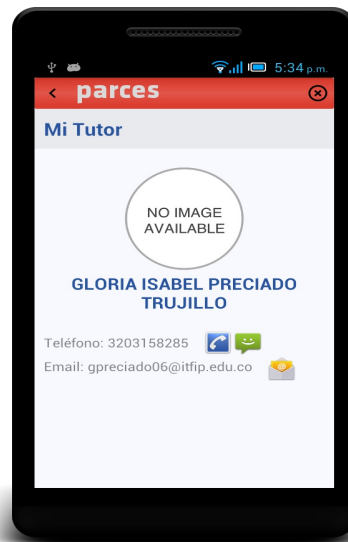 5:34 p.m.
parces
Mi Tutor
NO IMAGE
AVAILABLE
GLORIA ISABEL PRECIADO
TRUJILLO
Teléfono: 3203158285
Email: gpreciado06@itfip.edu.co